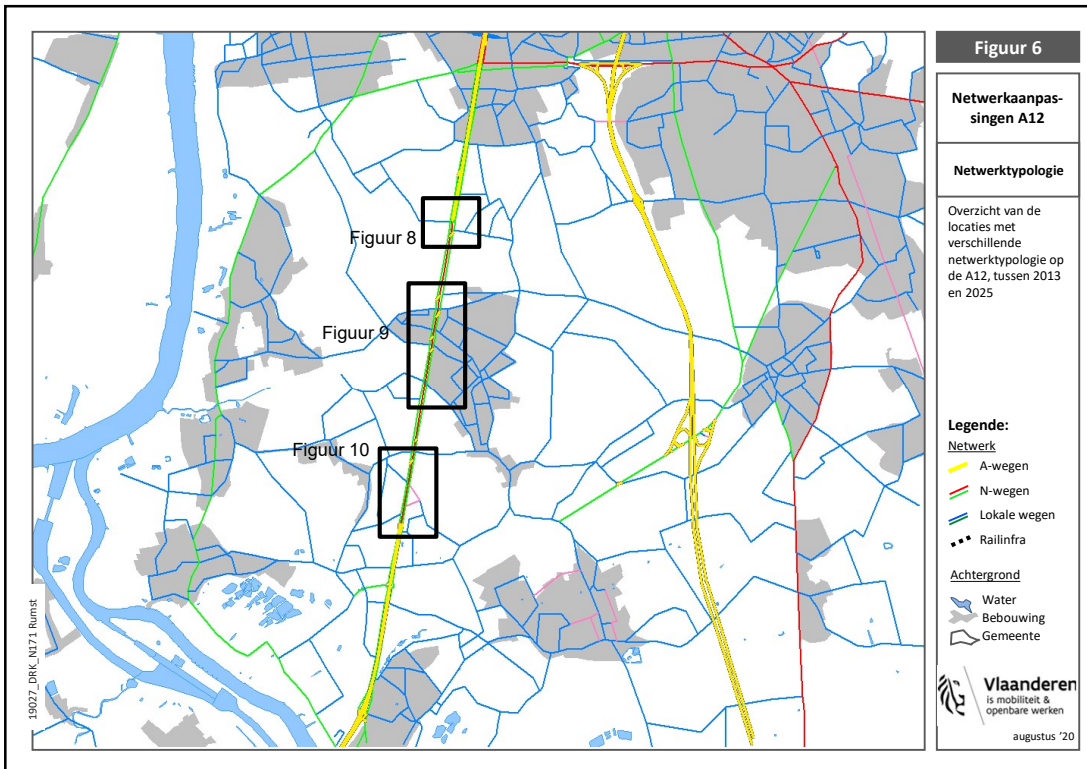 Figuur 6
Netwerkaanpas-
singen A12
Netwerktypologie
Overzicht van de
locaties met
verschillende
netwerktypologie op
de A12, tussen 2013
en 2025
Figuur 8
Figuur 9
Figuur 10
Legende:
Netwerk
A-wegen
N-wegen
Lokale wegen
Railinfra
Achtergrond
Water
Bebouwing
Gemeente
Vlaanderen
is mobiliteit &
openbare werken
augustus '20
19027_DRK_N171 Rumst